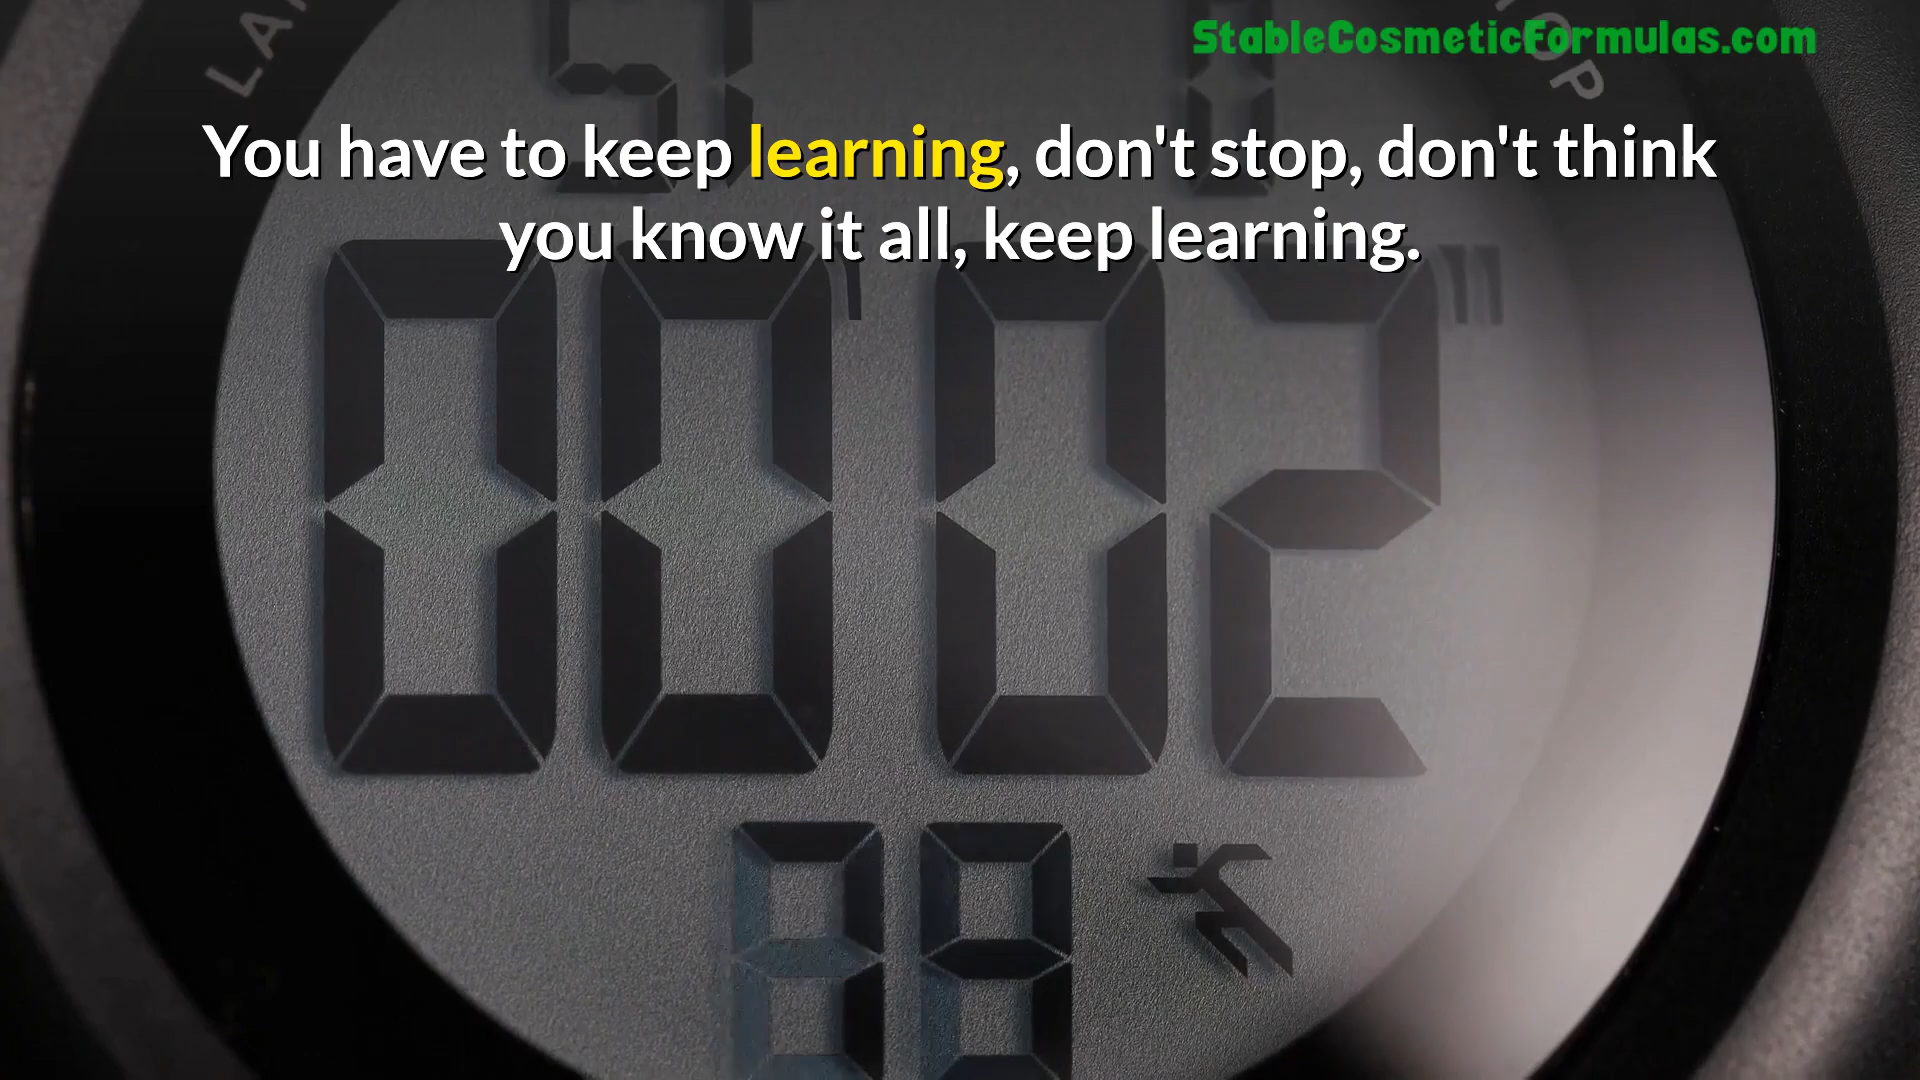 StableCosmeticFormulas.com
You have to keep learning, don't stop, don't think
you know it all, keep learning.
00'02"